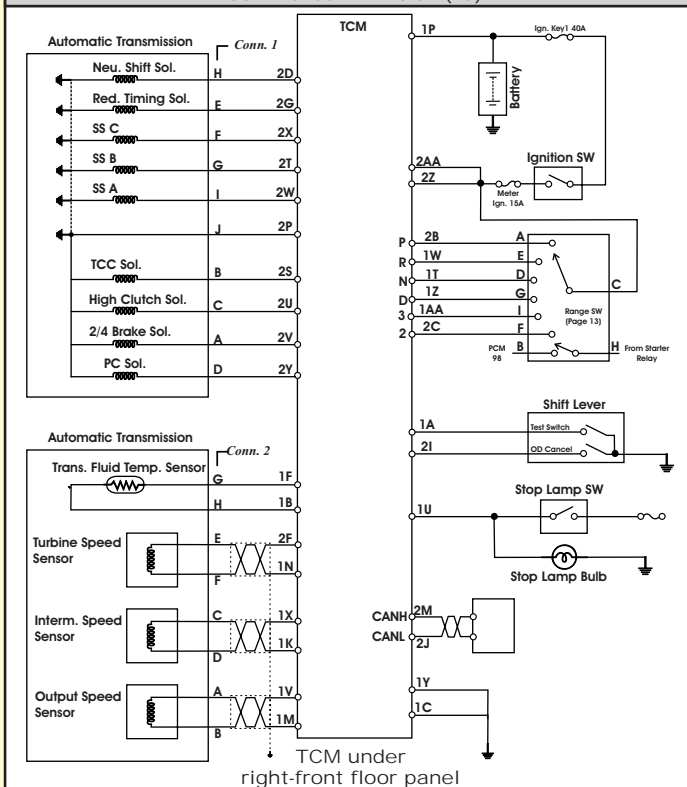 TCM
Automatic Transmission
Conn. 1
Neu. Shift Sol.
H
2D
Red. Timing Sol.
E
2G
SS C
F
2X
SS B
G
2T
SS A
I
2W
J
2P
TCC Sol.
B
2S
High Clutch Sol.
C
2U
2/4 Brake Sol.
A
2V
PC Sol.
D
2Y
Automatic Transmission
Conn. 2
Trans. Fluid Temp. Sensor
G
1F
H
1B
Turbine Speed
Sensor
E
2F
F
1N
Interm. Speed
Sensor
C
1X
D
1K
Output Speed
Sensor
A
1V
B
1M
1P
Ign. Key1 40A
Battery
2AA
2Z
Meter
Ign. 15A
Ignition SW
P
2B
A
R
1W
E
N
1T
D
D
1Z
G
3
1AA
I
2
2C
F
C
Range SW
(Page 13)
PCM
98
B
H
From Starter
Relay
Shift Lever
1A
Test Switch
2I
OD Cancel
Stop Lamp SW
1U
Stop Lamp Bulb
CANH
2M
CANL
2J
1Y
1C
TCM under
right-front floor panel